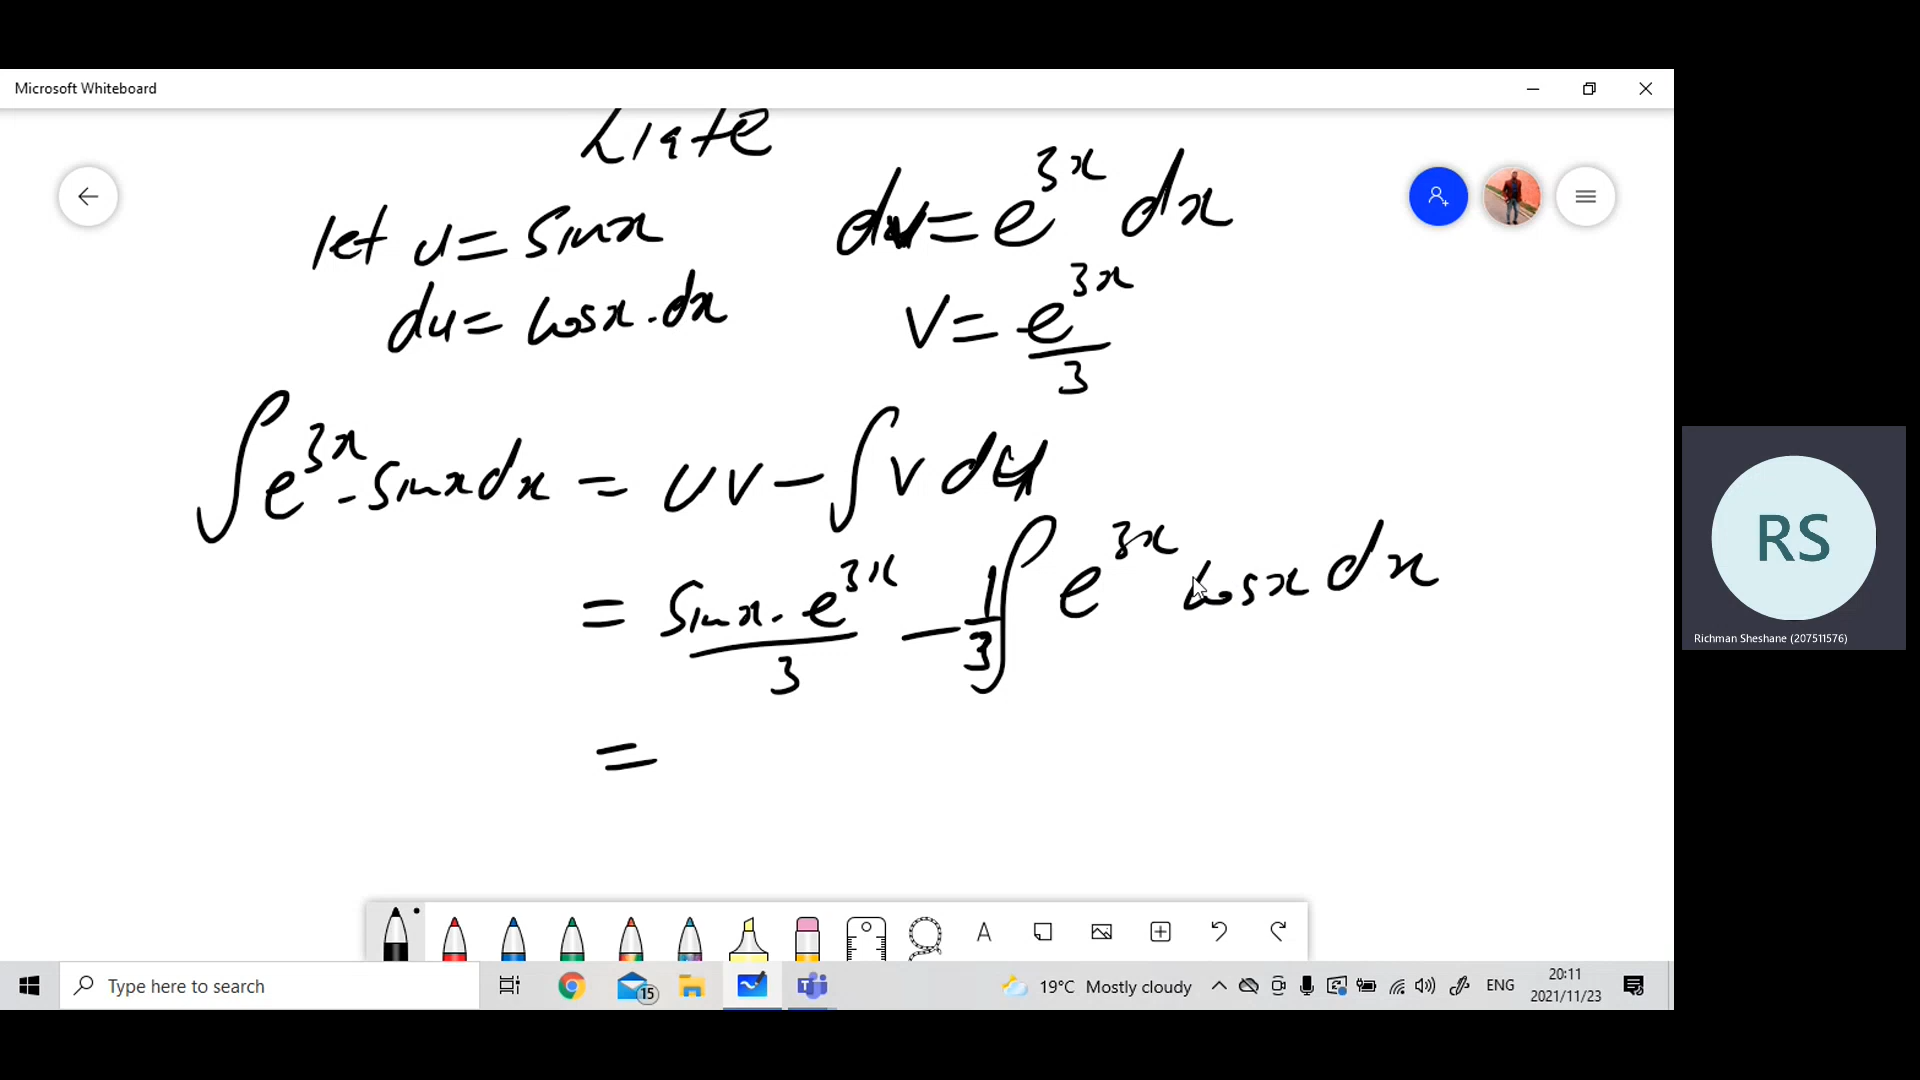 Microsoft Whiteboard
Liate
let u = sinx dv = e^{3x} dx
du = cosx . dx v = e^{3x}/3
∫ e^{3x} - sinx dx = uv - ∫ v du
= sinx . e^{3x}/3 - 1/3 ∫ e^{3x} cosx dx
=
RS
Richman Sheshane (207511576)
A
Type here to search
15
19°C Mostly cloudy
ENG
20:11
2021/11/23